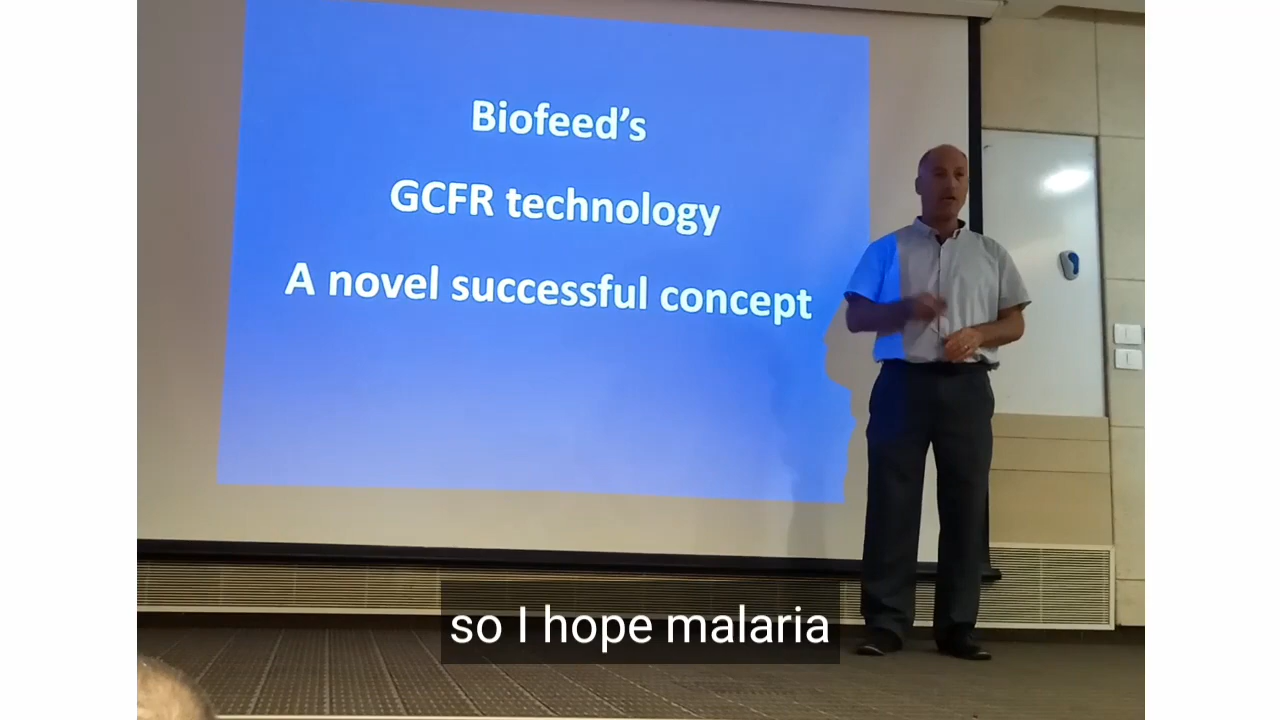 Biofeed's
GCFR technology
A novel successful concept
so I hope malaria